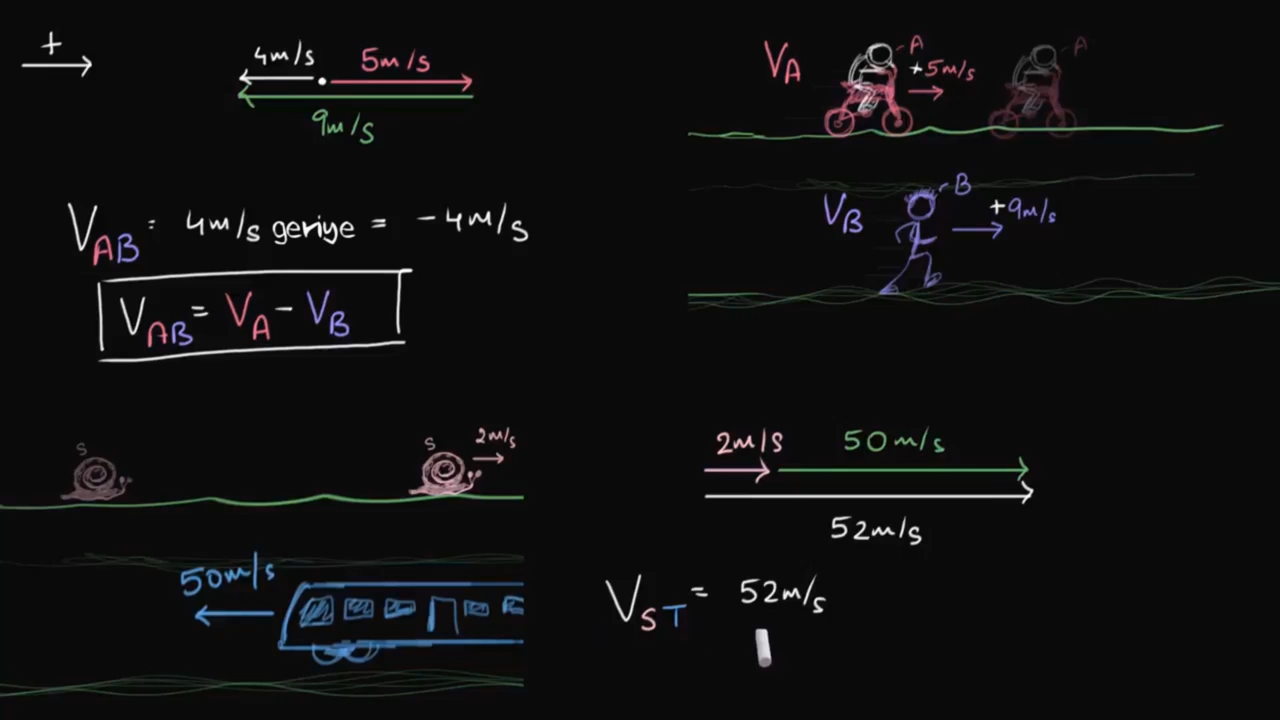 +
4m/s 5m/s
9m/s
V_AB = 4m/s geriye = -4m/s
V_AB = V_A - V_B
V_A
A
+5m/s
A
V_B
B
+9m/s
S
S
2m/s
50m/s
2m/s 50m/s
52m/s
V_ST = 52m/s